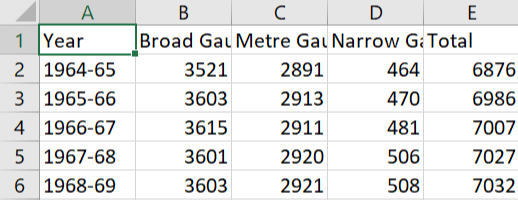 A B C D E
1 Year Broad Gau Metre Gau Narrow Ga Total
2 1964-65 3521 2891 464 6876
3 1965-66 3603 2913 470 6986
4 1966-67 3615 2911 481 7007
5 1967-68 3601 2920 506 7027
6 1968-69 3603 2921 508 7032